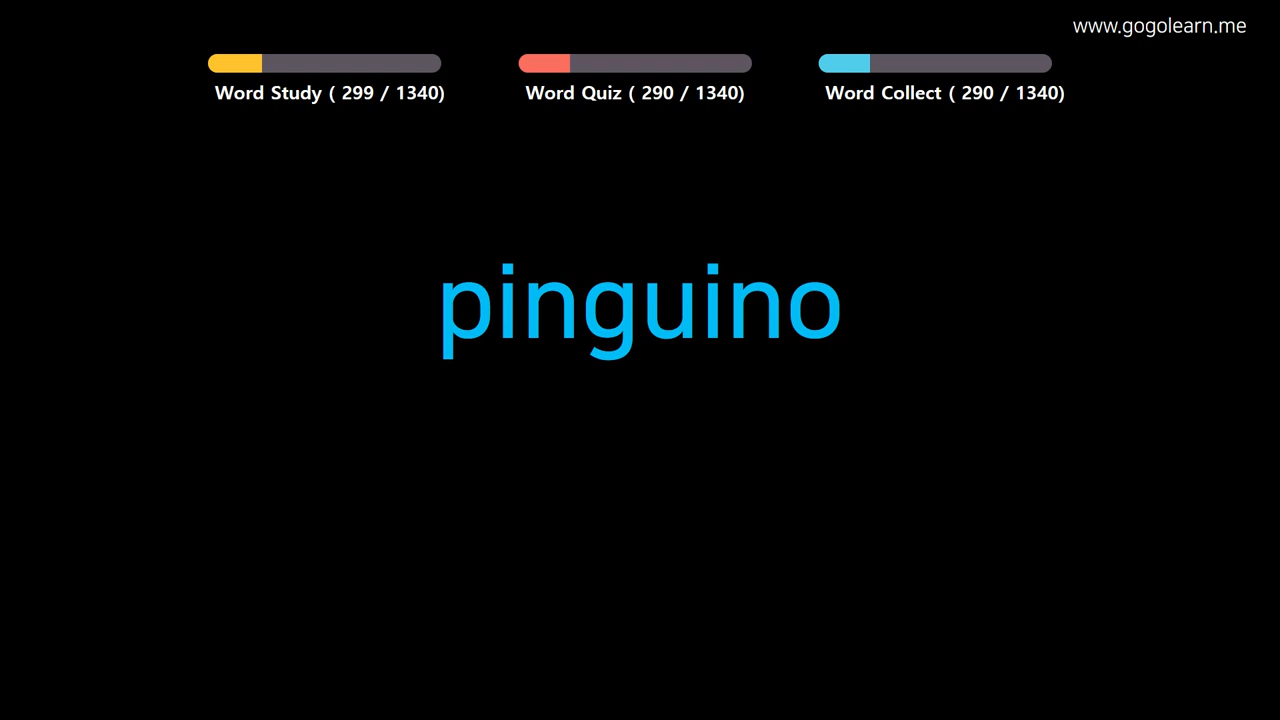 www.gogolearn.me
Word Study ( 299 / 1340)
Word Quiz ( 290 / 1340)
Word Collect ( 290 / 1340)
pinguino